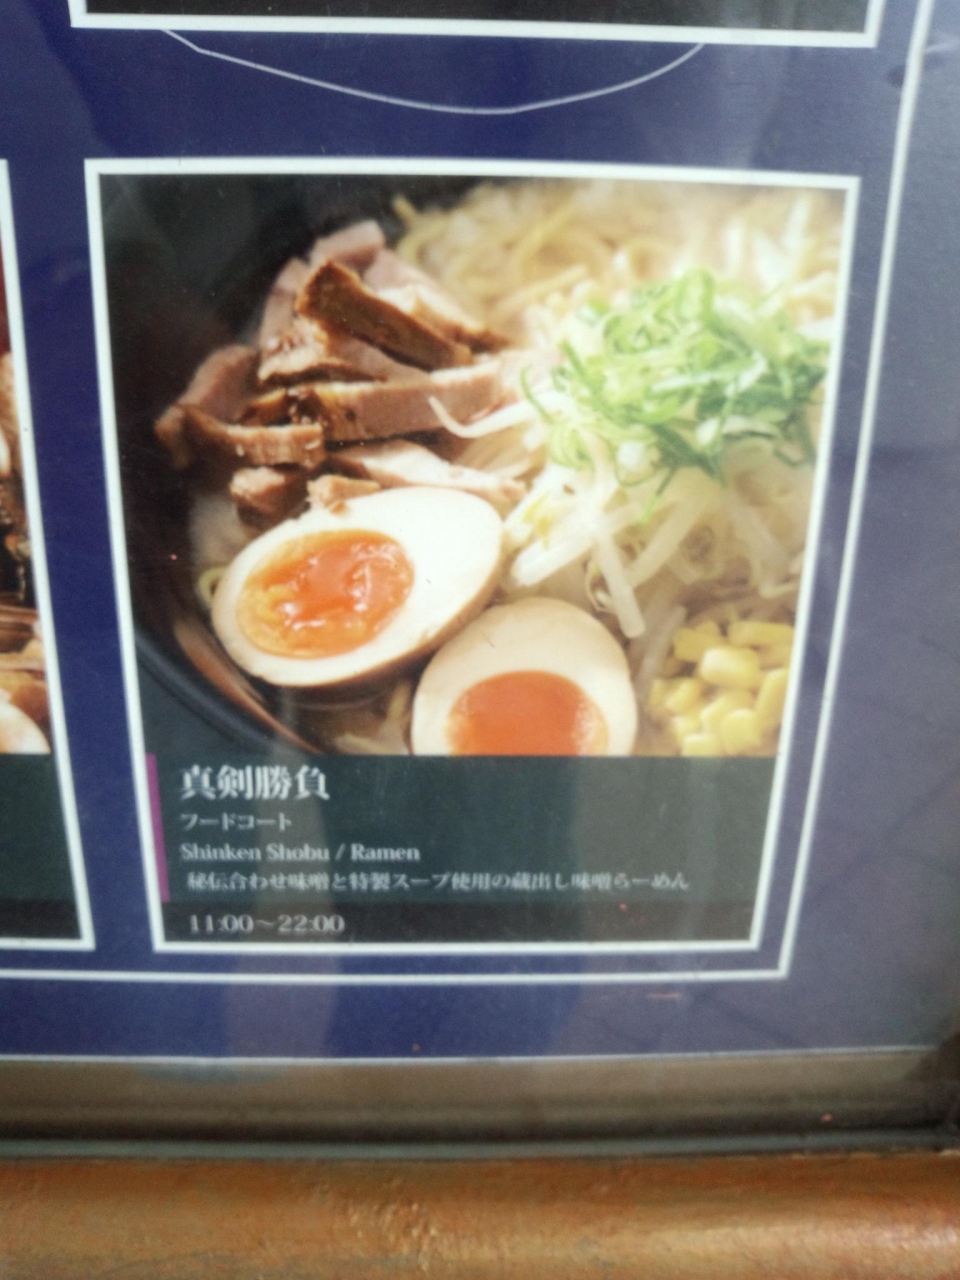 真剣勝負
フードコート
Shinken Shobu / Ramen
秘伝合わせ味噌と特製スープ使用の蔵出し味噌らーめん
11:00～22:00